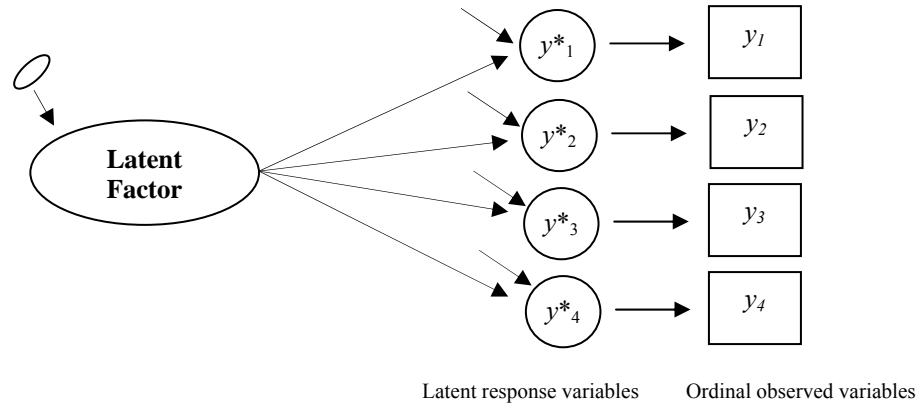 y*1
y1
y*2
y2
Latent
Factor
y*3
y3
y*4
y4
Latent response variables
Ordinal observed variables